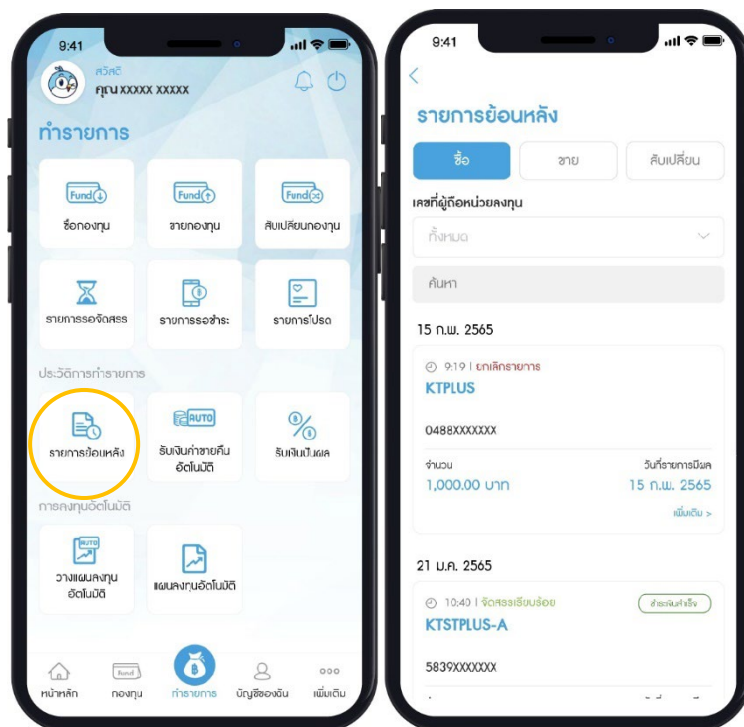 9:41
สวัสดี
คุณ xxxxx xxxxx
ทำรายการ
Fund
Fund
Fund
ซื้อกองทุน
ขายกองทุน
สับเปลี่ยนกองทุน
รายการรอจัดสรร
รายการรอชำระ
รายการโปรด
ประวัติการทำรายการ
AUTO
รายการย้อนหลัง
รับเงินค่าขายคืน
อัตโนมัติ
รับเงินปันผล
การลงทุนอัตโนมัติ
AUTO
วางแผนลงทุน
อัตโนมัติ
แผนลงทุนอัตโนมัติ
Fund
หน้าหลัก
กองทุน
ทำรายการ
บัญชีของฉัน
เพิ่มเติม
9:41
รายการย้อนหลัง
ซื้อ
ขาย
สับเปลี่ยน
เลขที่ผู้ถือหน่วยลงทุน
ทั้งหมด
ค้นหา
15 ก.พ. 2565
9:19 | ยกเลิกรายการ
KTPLUS
0488XXXXXXX
จำนวน
วันที่รายการมีผล
1,000.00 บาท
15 ก.พ. 2565
เพิ่มเติม >
21 ม.ค. 2565
10:40 | จัดสรรเรียบร้อย
ชำระเงินสำเร็จ
KTSTPLUS-A
5839XXXXXXX